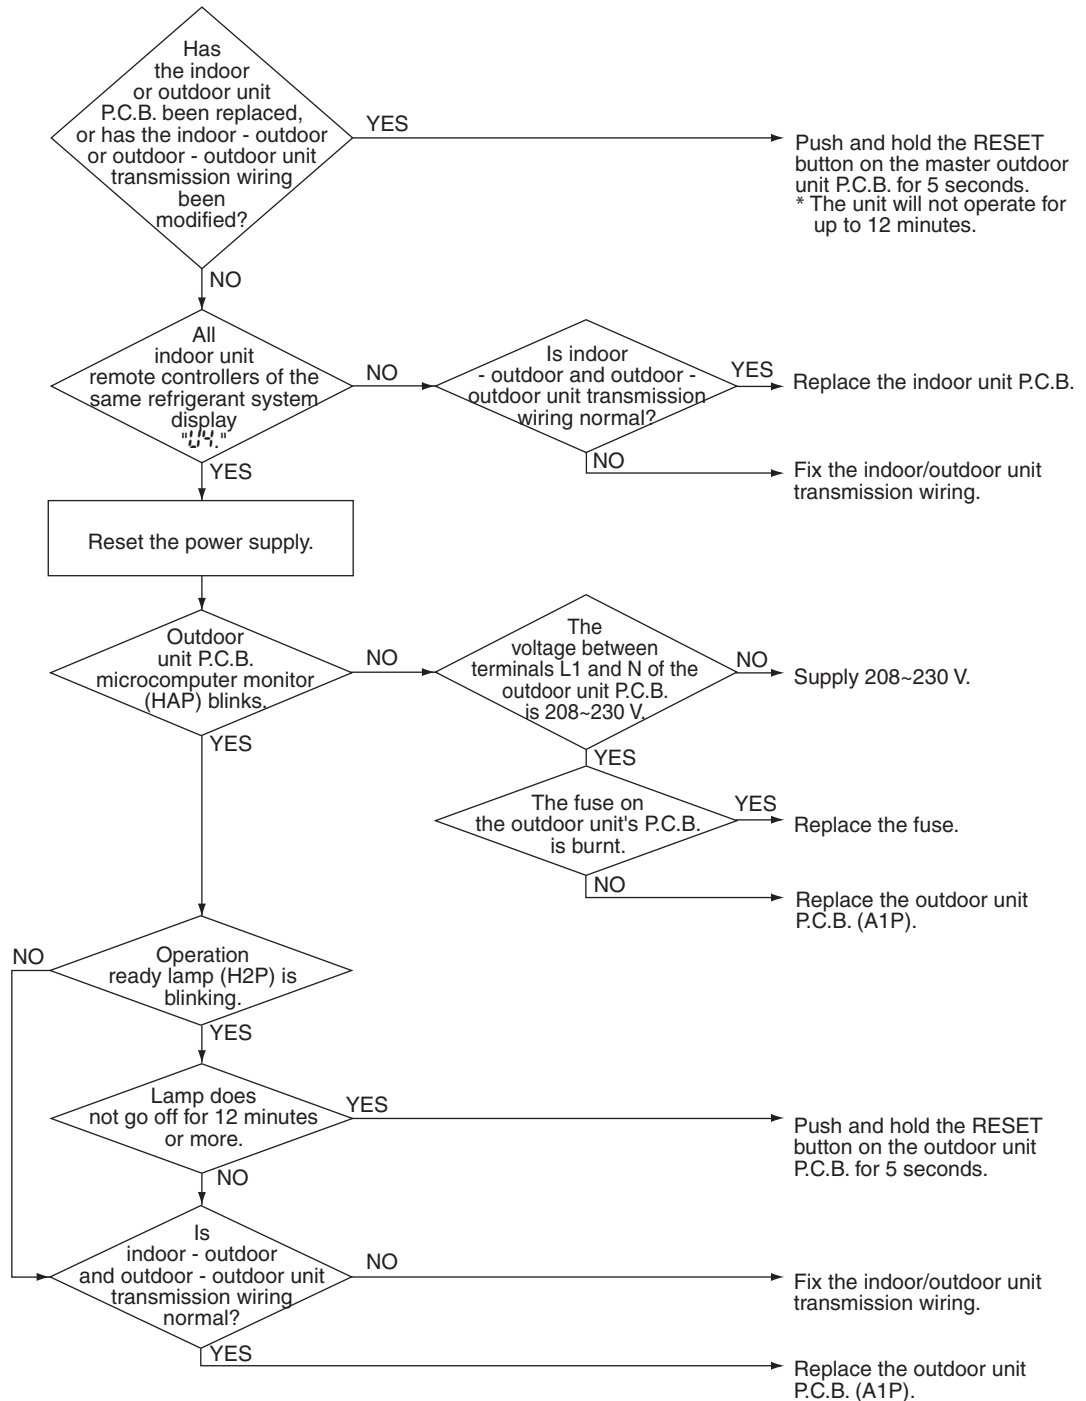 Has
the indoor
or outdoor unit
P.C.B. been replaced,
or has the indoor - outdoor
or outdoor - outdoor unit
transmission wiring
been
modified?
YES
Push and hold the RESET
button on the master outdoor
unit P.C.B. for 5 seconds.
* The unit will not operate for
up to 12 minutes.
NO
All
indoor unit
remote controllers of the
same refrigerant system
display
"U4."
NO
Is indoor
- outdoor and outdoor -
outdoor unit transmission
wiring normal?
YES
Replace the indoor unit P.C.B.
NO
Fix the indoor/outdoor unit
transmission wiring.
YES
Reset the power supply.
Outdoor
unit P.C.B.
microcomputer monitor
(HAP) blinks.
NO
The
voltage between
terminals L1 and N of the
outdoor unit P.C.B.
is 208~230 V.
NO
Supply 208~230 V.
YES
YES
The fuse on
the outdoor unit's P.C.B.
is burnt.
YES
Replace the fuse.
NO
Replace the outdoor unit
P.C.B. (A1P).
NO
Operation
ready lamp (H2P) is
blinking.
YES
Lamp does
not go off for 12 minutes
or more.
YES
Push and hold the RESET
button on the outdoor unit
P.C.B. for 5 seconds.
NO
Is
indoor - outdoor
and outdoor - outdoor unit
transmission wiring
normal?
NO
Fix the indoor/outdoor unit
transmission wiring.
YES
Replace the outdoor unit
P.C.B. (A1P).